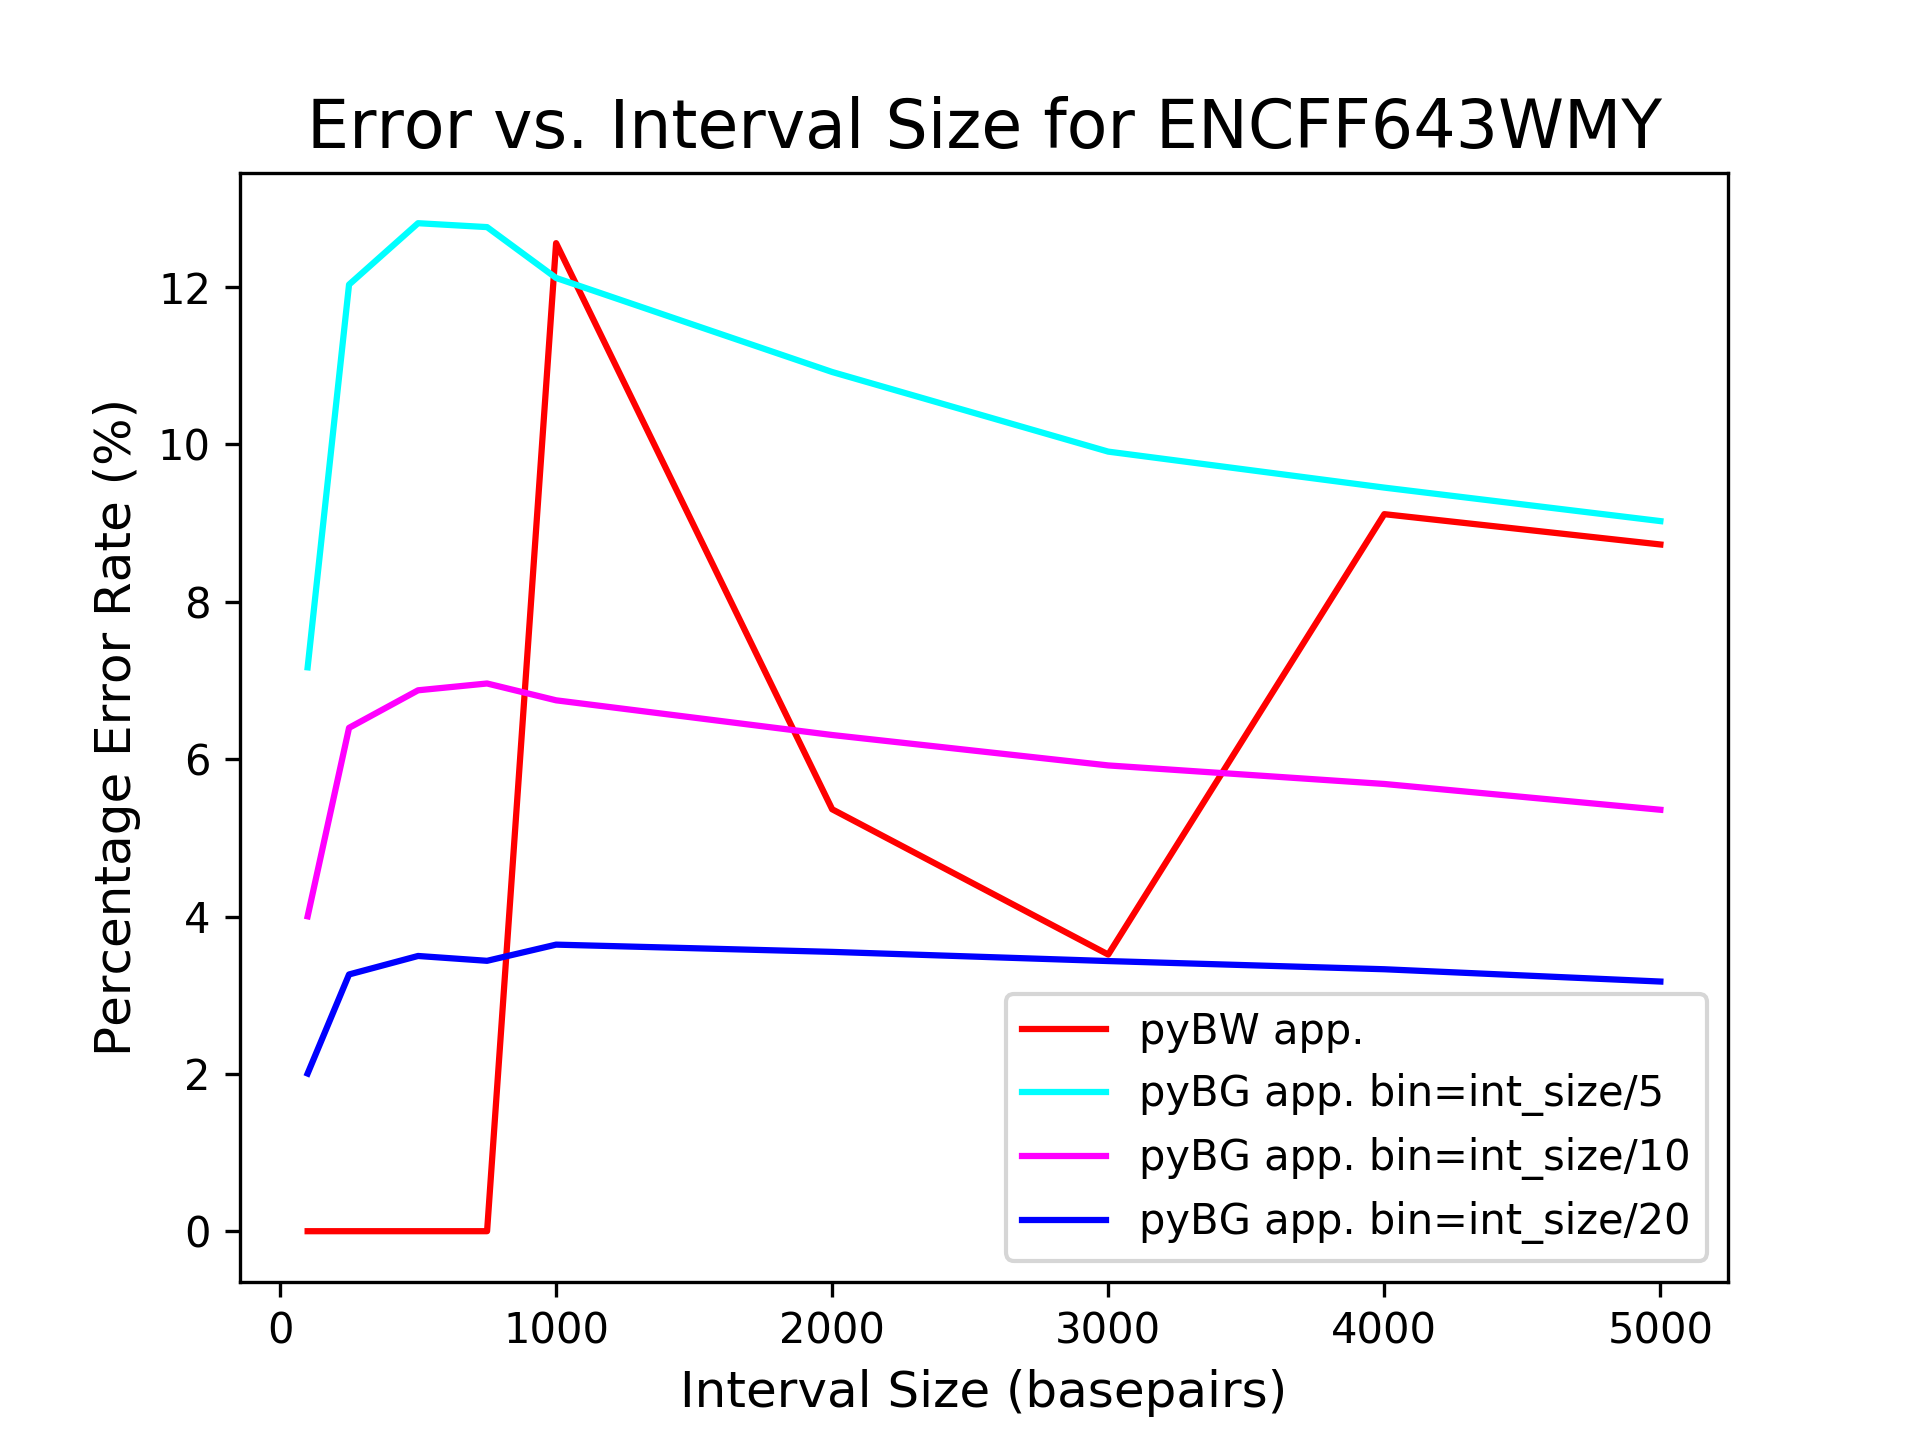 Error vs. Interval Size for ENCFF643WMY
Percentage Error Rate (%)
12
10
8
6
4
2
0
pyBW app.
pyBG app. bin=int_size/5
pyBG app. bin=int_size/10
pyBG app. bin=int_size/20
0 1000 2000 3000 4000 5000
Interval Size (basepairs)